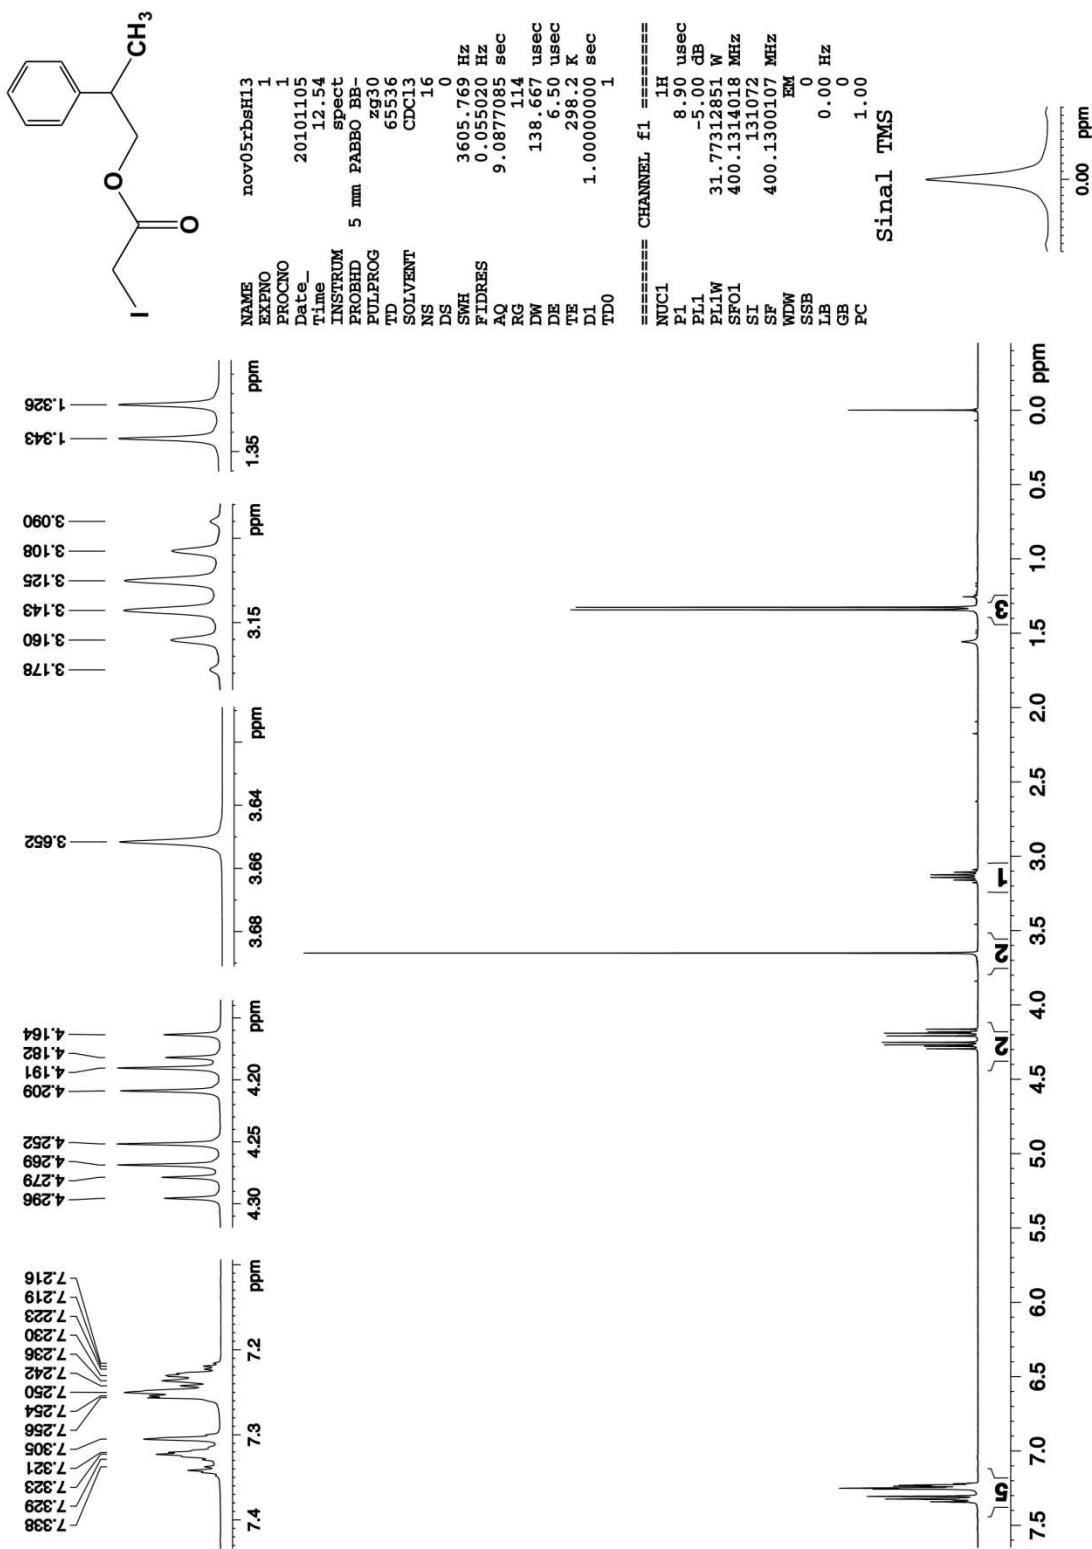 I
O
O
CH3
NAME nov05rbsH13
EXPNO 1
PROCNO 1
Date_ 20101105
Time 12.54
INSTRUM spect
PROBHD 5 mm PABBO BB-
PULPROG zg30
TD 65536
SOLVENT CDCl3
NS 16
DS 0
SWH 3605.769 Hz
FIDRES 0.055020 Hz
AQ 9.0877085 sec
RG 114
DW 138.667 usec
DE 6.50 usec
TE 298.2 K
D1 1.00000000 sec
TD0 1
======== CHANNEL f1 ========
NUC1 1H
P1 8.90 usec
PL1 -5.00 dB
PL1W 31.77312851 W
SFO1 400.1314018 MHz
SI 131072
SF 400.1300107 MHz
WDW EM
SSB 0
LB 0.00 Hz
GB 0
PC 1.00
Sinal TMS
0.00 ppm
7.338
7.329
7.323
7.321
7.305
7.256
7.254
7.250
7.242
7.236
7.230
7.223
7.219
7.216
7.4 7.3 7.2 ppm
4.296
4.279
4.269
4.252
4.209
4.191
4.182
4.164
4.30 4.25 4.20 ppm
3.652
3.68 3.66 3.64 ppm
3.178
3.160
3.143
3.125
3.108
3.090
3.15 ppm
1.343
1.326
1.35 ppm
5
2
2
1
3
7.5 7.0 6.5 6.0 5.5 5.0 4.5 4.0 3.5 3.0 2.5 2.0 1.5 1.0 0.5 0.0 ppm